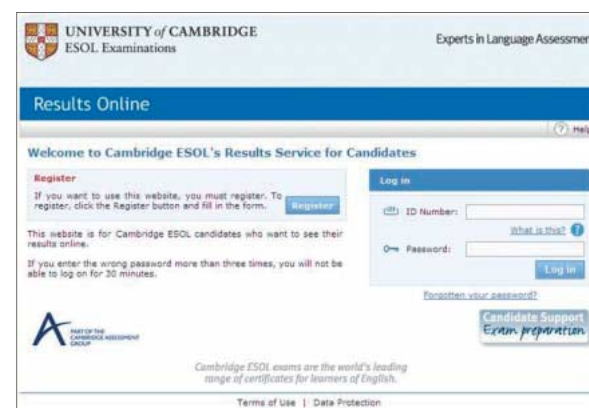 UNIVERSITY of CAMBRIDGE
ESOL Examinations
Experts in Language Assessmen
Results Online
? Help
Welcome to Cambridge ESOL's Results Service for Candidates
Register
If you want to use this website, you must register. To
register, click the Register button and fill in the form.
Register
This website is for Cambridge ESOL candidates who want to see their
results online.
If you enter the wrong password more than three times, you will not be
able to log on for 30 minutes.
Log in
ID Number:
What is this? ?
Password:
Log in
Forgotten your password?
A
PART OF THE
CAMBRIDGE ASSESSMENT
GROUP
Candidate Support
Exam preparation
Cambridge ESOL exams are the world's leading
range of certificates for learners of English.
Terms of Use | Data Protection